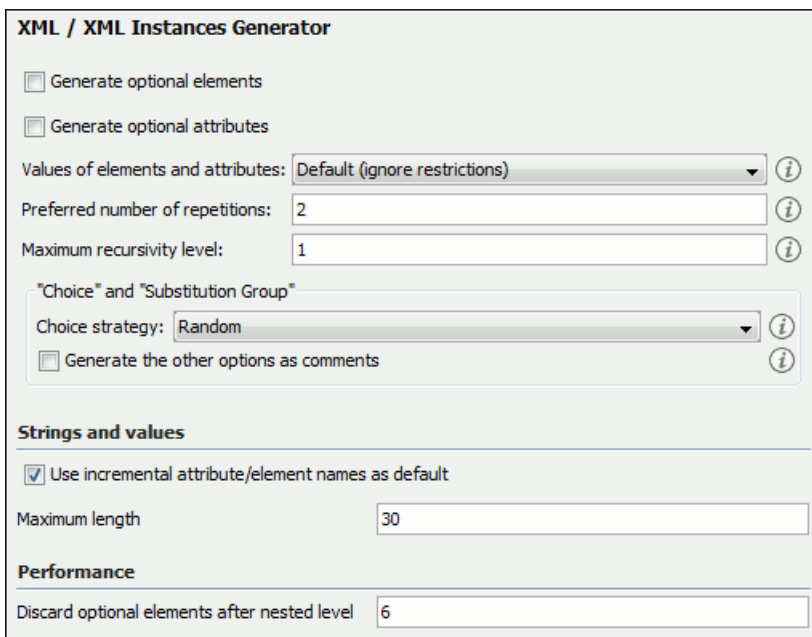 XML / XML Instances Generator
Generate optional elements
Generate optional attributes
Values of elements and attributes: Default (ignore restrictions)
Preferred number of repetitions: 2
Maximum recursivity level: 1
"Choice" and "Substitution Group"
Choice strategy: Random
Generate the other options as comments
Strings and values
Use incremental attribute/element names as default
Maximum length 30
Performance
Discard optional elements after nested level 6